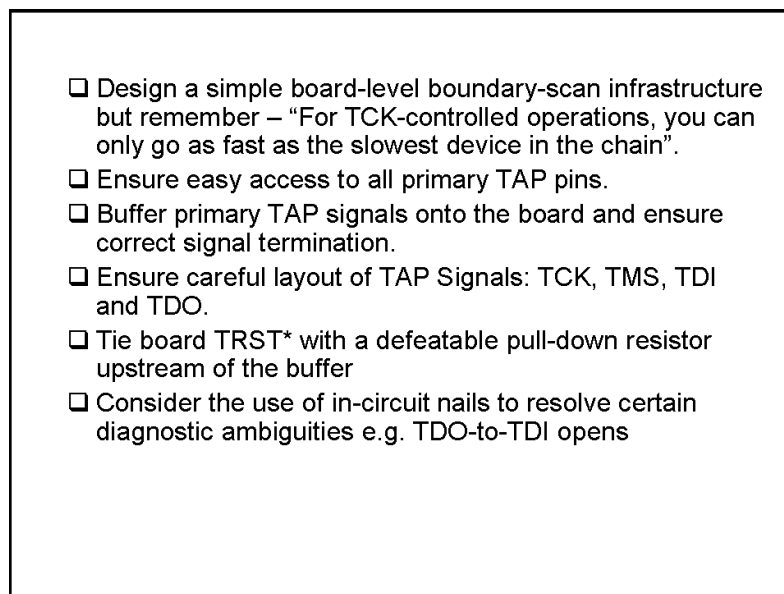 ❑ Design a simple board-level boundary-scan infrastructure
but remember – “For TCK-controlled operations, you can
only go as fast as the slowest device in the chain”.
❑ Ensure easy access to all primary TAP pins.
❑ Buffer primary TAP signals onto the board and ensure
correct signal termination.
❑ Ensure careful layout of TAP Signals: TCK, TMS, TDI
and TDO.
❑ Tie board TRST* with a defeatable pull-down resistor
upstream of the buffer
❑ Consider the use of in-circuit nails to resolve certain
diagnostic ambiguities e.g. TDO-to-TDI opens